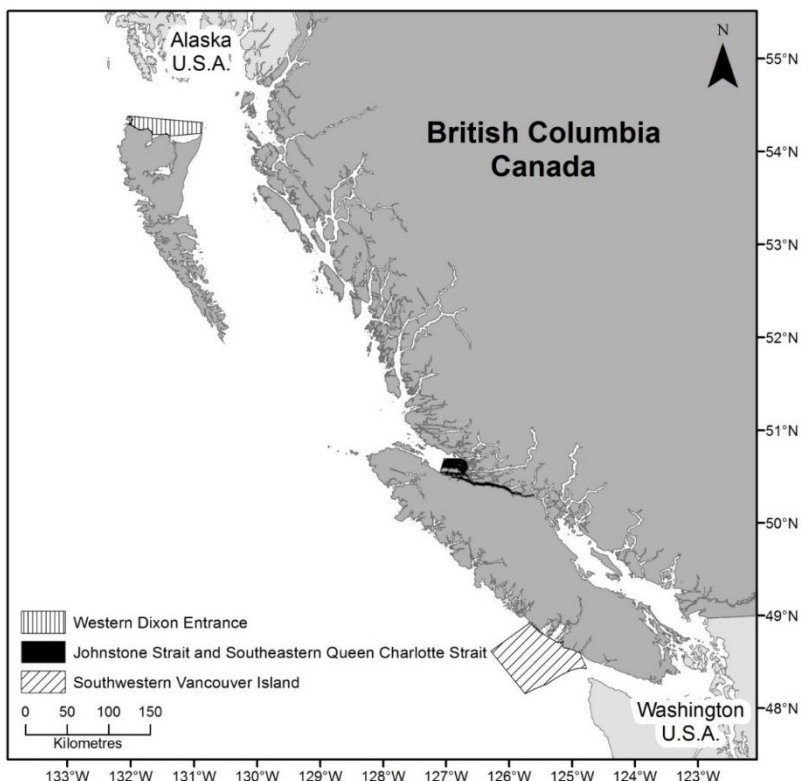 Alaska
U.S.A.
N
55°N
British Columbia
Canada
54°N
53°N
52°N
51°N
50°N
49°N
48°N
Western Dixon Entrance
Johnstone Strait and Southeastern Queen Charlotte Strait
Southwestern Vancouver Island
0 50 100 150
Kilometres
Washington
U.S.A.
133°W 132°W 131°W 130°W 129°W 128°W 127°W 126°W 125°W 124°W 123°W